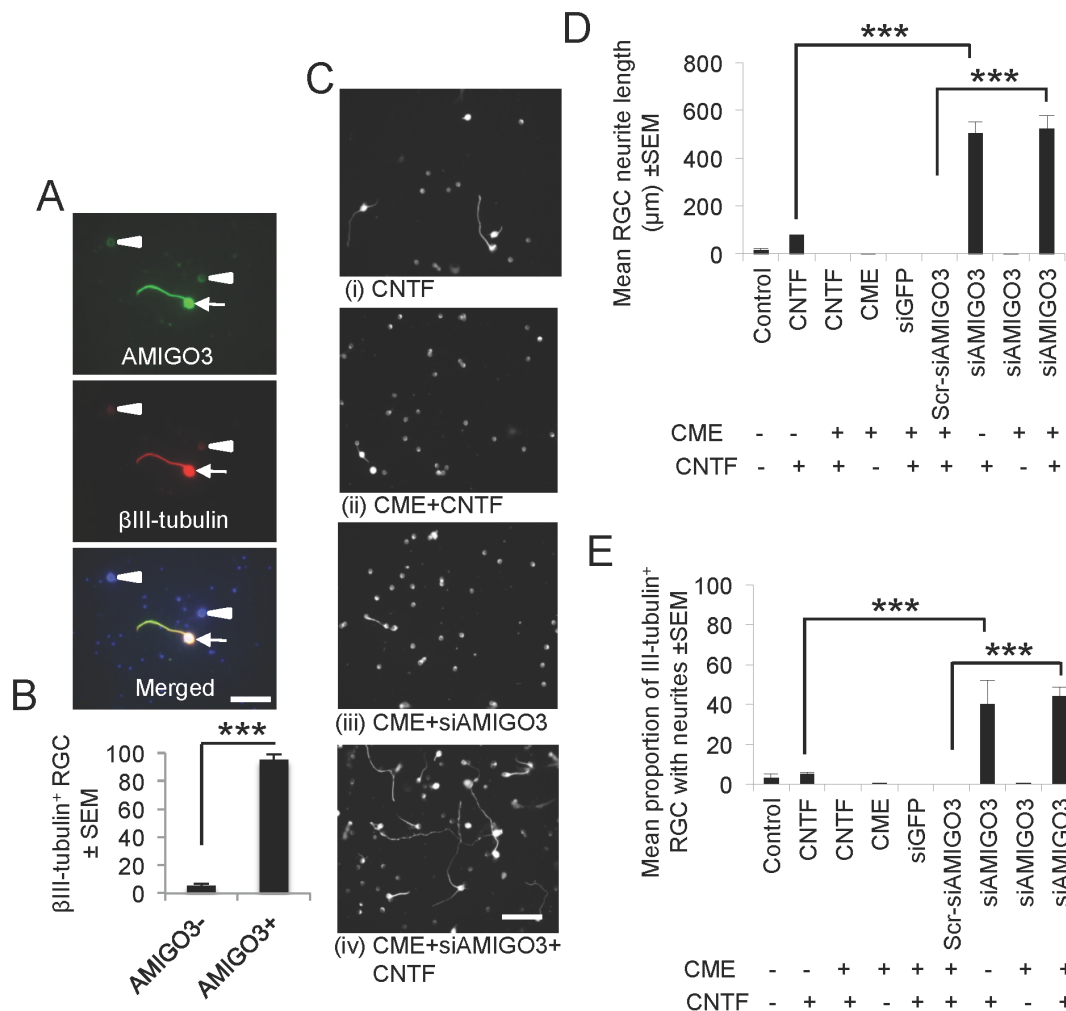 A
AMIGO3
βIII-tubulin
Merged
B
βIII-tubulin⁺ RGC
± SEM
100
80
60
40
20
0
***
AMIGO3-
AMIGO3+
C
(i) CNTF
(ii) CME+CNTF
(iii) CME+siAMIGO3
(iv) CME+siAMIGO3+
CNTF
D
Mean RGC neurite length
(µm) ±SEM
800
600
400
200
0
***
***
Control
CNTF
CNTF
CME
siGFP
Scr-siAMIGO3
siAMIGO3
siAMIGO3
siAMIGO3
CME - - + + + + - + +
CNTF - + + - + + + - +
E
Mean proportion of III-tubulin⁺
RGC with neurites ±SEM
100
80
60
40
20
0
***
***
Control
CNTF
CNTF
CME
siGFP
Scr-siAMIGO3
siAMIGO3
siAMIGO3
siAMIGO3
CME - - + + + + - + +
CNTF - + + - + + + - +